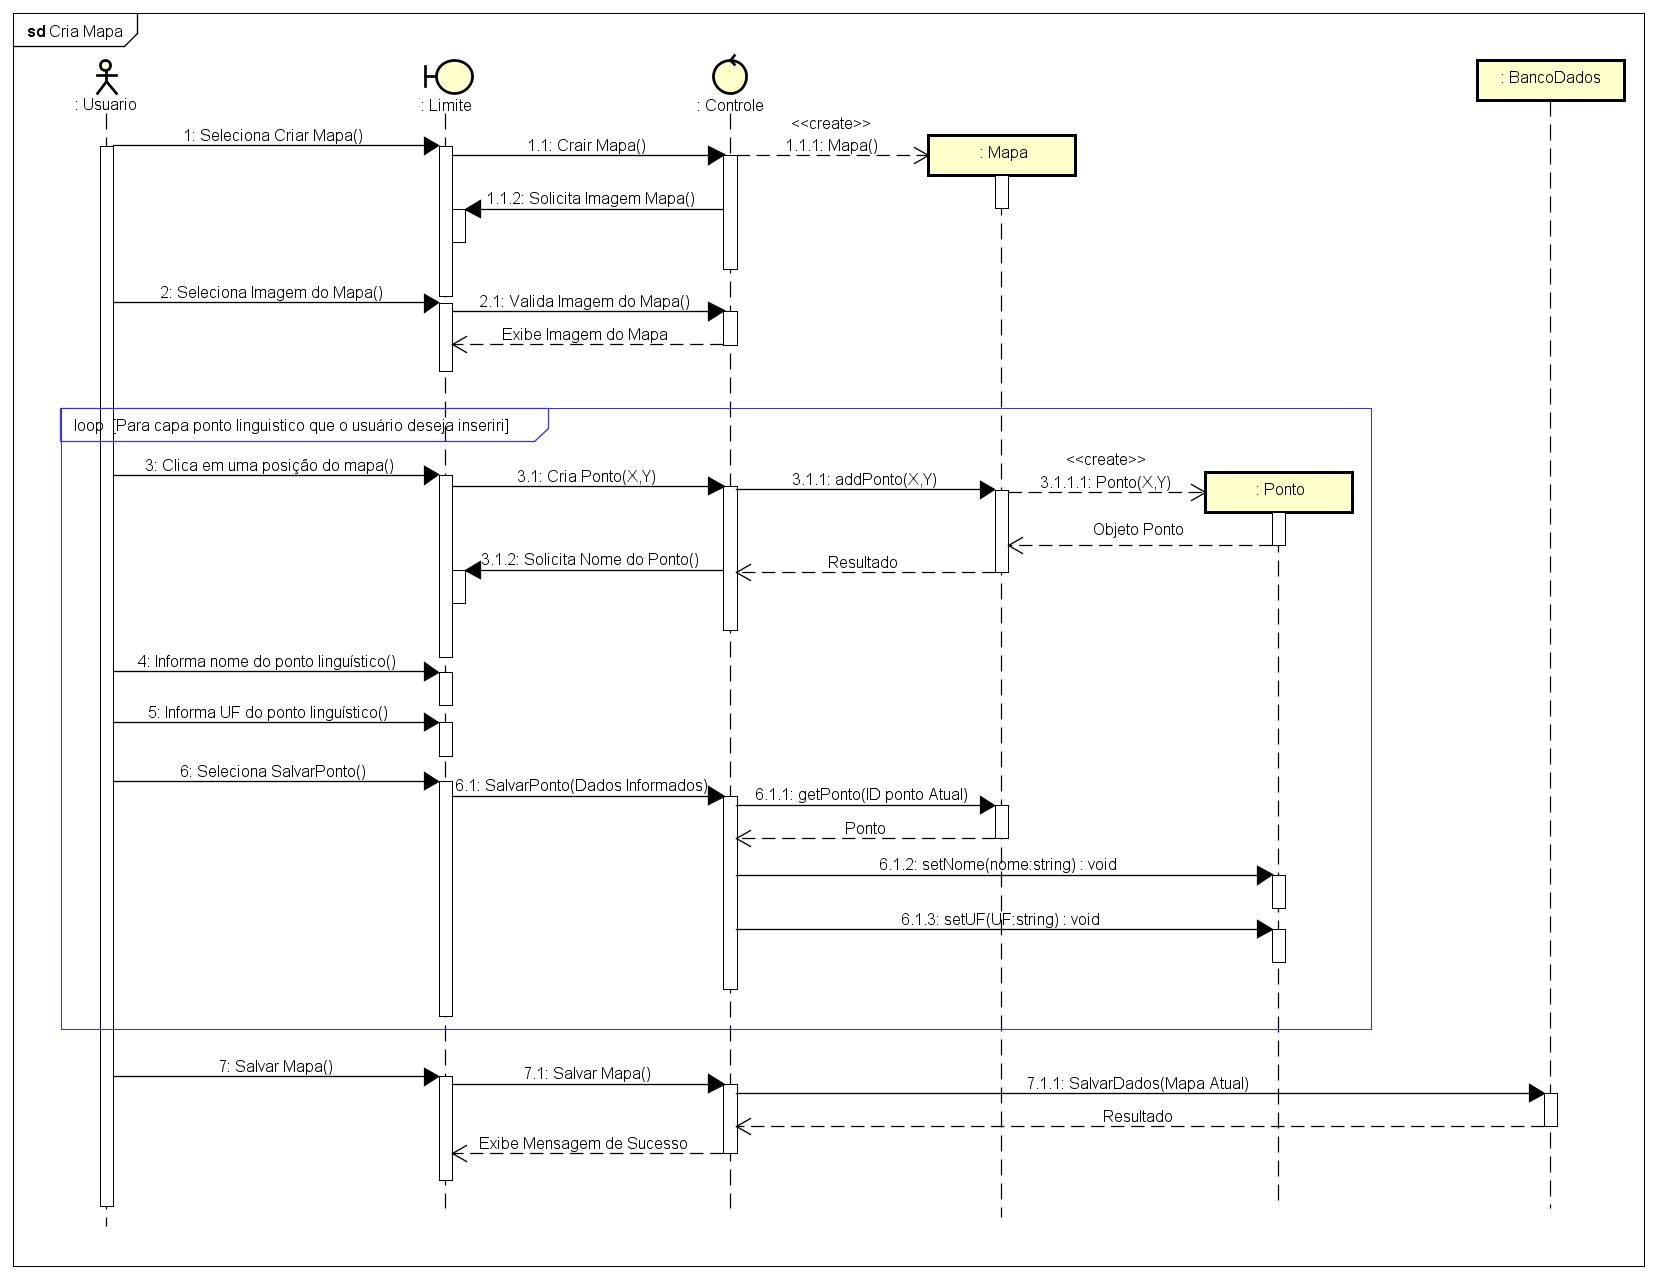 sd Cria Mapa
: Usuario
: Limite
: Controle
: BancoDados
1: Seleciona Criar Mapa()
1.1: Crair Mapa()
<<create>>
1.1.1: Mapa()
: Mapa
1.1.2: Solicita Imagem Mapa()
2: Seleciona Imagem do Mapa()
2.1: Valida Imagem do Mapa()
Exibe Imagem do Mapa
loop [Para capa ponto linguistico que o usuário deseja inseriri]
3: Clica em uma posição do mapa()
3.1: Cria Ponto(X,Y)
3.1.1: addPonto(X,Y)
<<create>>
3.1.1.1: Ponto(X,Y)
: Ponto
Objeto Ponto
3.1.2: Solicita Nome do Ponto()
Resultado
4: Informa nome do ponto linguístico()
5: Informa UF do ponto linguístico()
6: Seleciona SalvarPonto()
6.1: SalvarPonto(Dados Informados)
6.1.1: getPonto(ID ponto Atual)
Ponto
6.1.2: setNome(nome:string) : void
6.1.3: setUF(UF:string) : void
7: Salvar Mapa()
7.1: Salvar Mapa()
7.1.1: SalvarDados(Mapa Atual)
Resultado
Exibe Mensagem de Sucesso